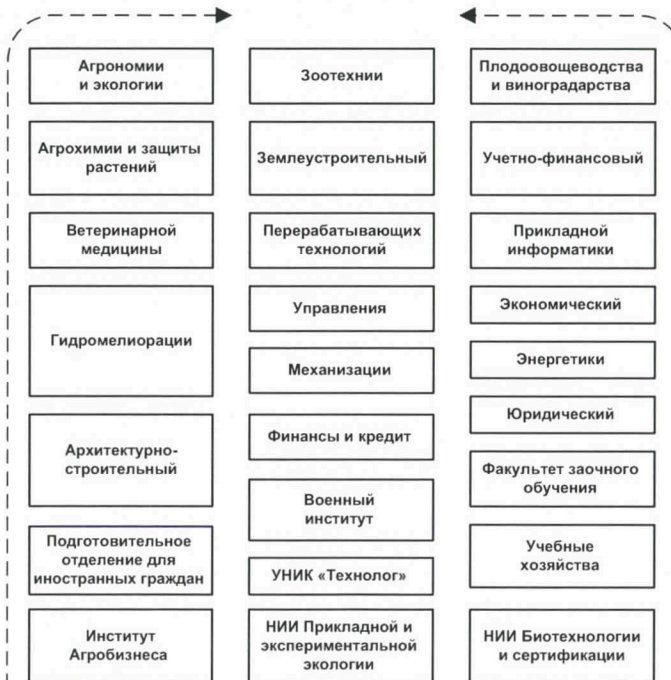 Агрономии
и экологии
Агрохимии и защиты
растений
Ветеринарной
медицины
Гидромелиорации
Архитектурно-
строительный
Подготовительное
отделение для
иностранных граждан
Институт
Агробизнеса
Зоотехнии
Землеустроительный
Перерабатывающих
технологий
Управления
Механизации
Финансы и кредит
Военный
институт
УНИК «Технолог»
НИИ Прикладной и
экспериментальной
экологии
Плодоовощеводства
и виноградарства
Учетно-финансовый
Прикладной
информатики
Экономический
Энергетики
Юридический
Факультет заочного
обучения
Учебные
хозяйства
НИИ Биотехнологии
и сертификации